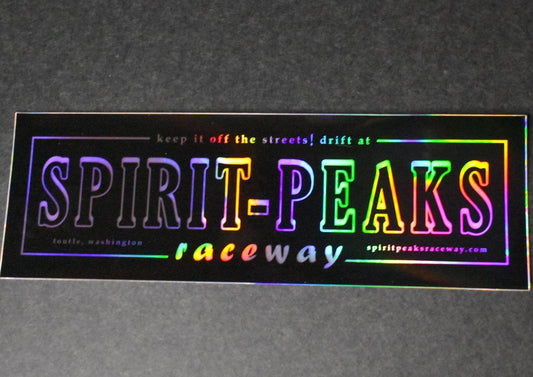 keep it off the streets! drift at
SPIRIT-PEAKS
toutle, washington
raceway
spiritpeaksraceway.com